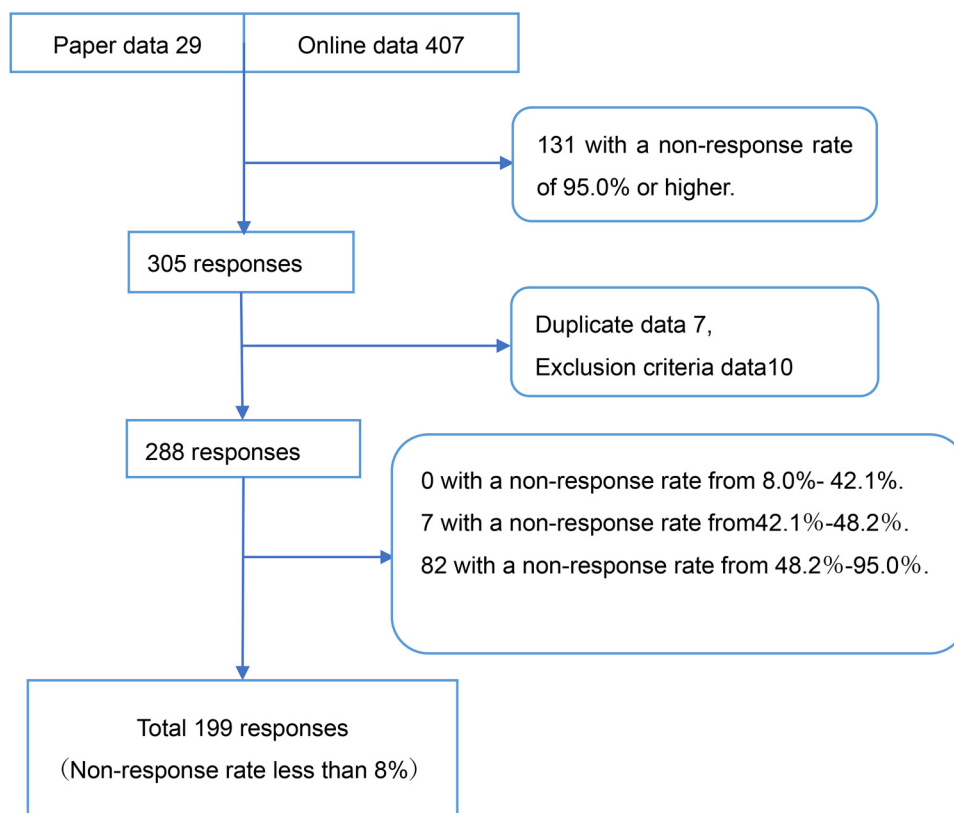 Paper data 29
Online data 407
131 with a non-response rate
of 95.0% or higher.
305 responses
Duplicate data 7,
Exclusion criteria data10
288 responses
0 with a non-response rate from 8.0%- 42.1%.
7 with a non-response rate from42.1%-48.2%.
82 with a non-response rate from 48.2%-95.0%.
Total 199 responses
（Non-response rate less than 8%）